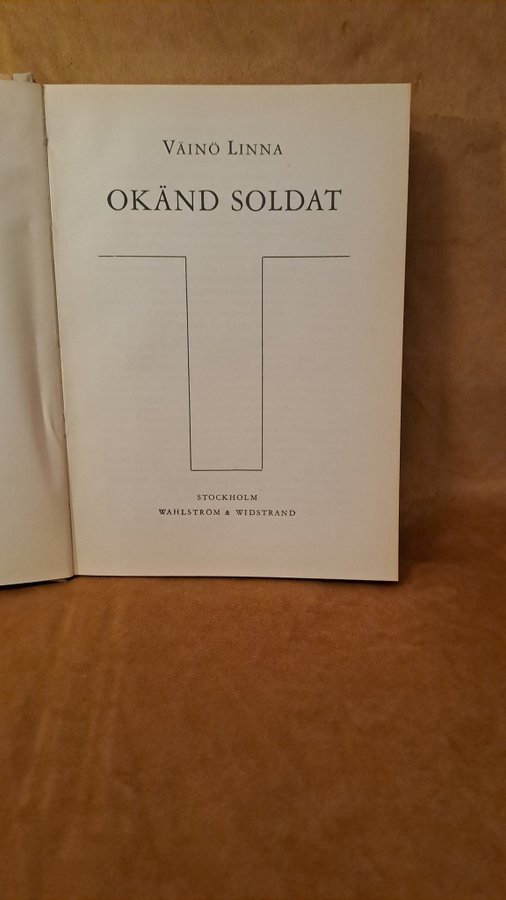 VÄINÖ LINNA
OKÄND SOLDAT
STOCKHOLM
WAHLSTRÖM & WIDSTRAND